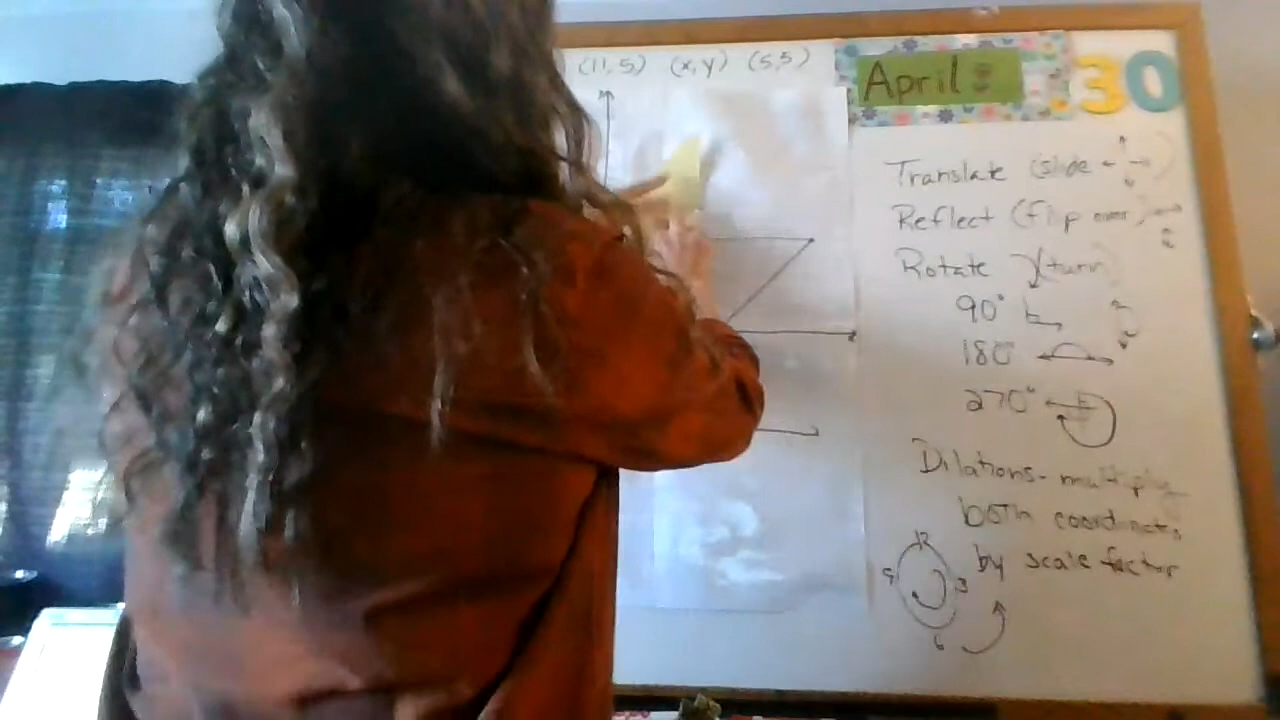 (11,5) (x,y) (5,5)
April: 30
Translate (slide
Reflect (flip over)
Rotate (turn)
90°
180
270°
Dilations- multiply
both coordinates
by scale factor
12
9 3
6